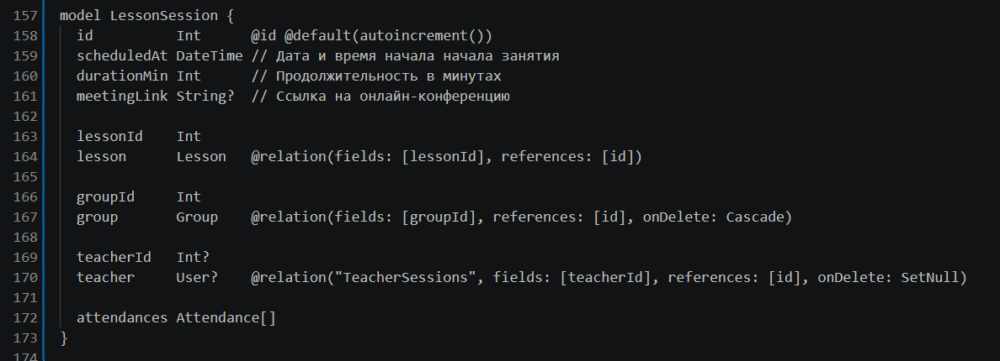 157 model LessonSession {
158   id          Int      @id @default(autoincrement())
159   scheduledAt DateTime // Дата и время начала начала занятия
160   durationMin Int      // Продолжительность в минутах
161   meetingLink String?  // Ссылка на онлайн-конференцию
162
163   lessonId    Int
164   lesson      Lesson   @relation(fields: [lessonId], references: [id])
165
166   groupId     Int
167   group       Group    @relation(fields: [groupId], references: [id], onDelete: Cascade)
168
169   teacherId   Int?
170   teacher     User?    @relation("TeacherSessions", fields: [teacherId], references: [id], onDelete: SetNull)
171
172   attendances Attendance[]
173 }
174